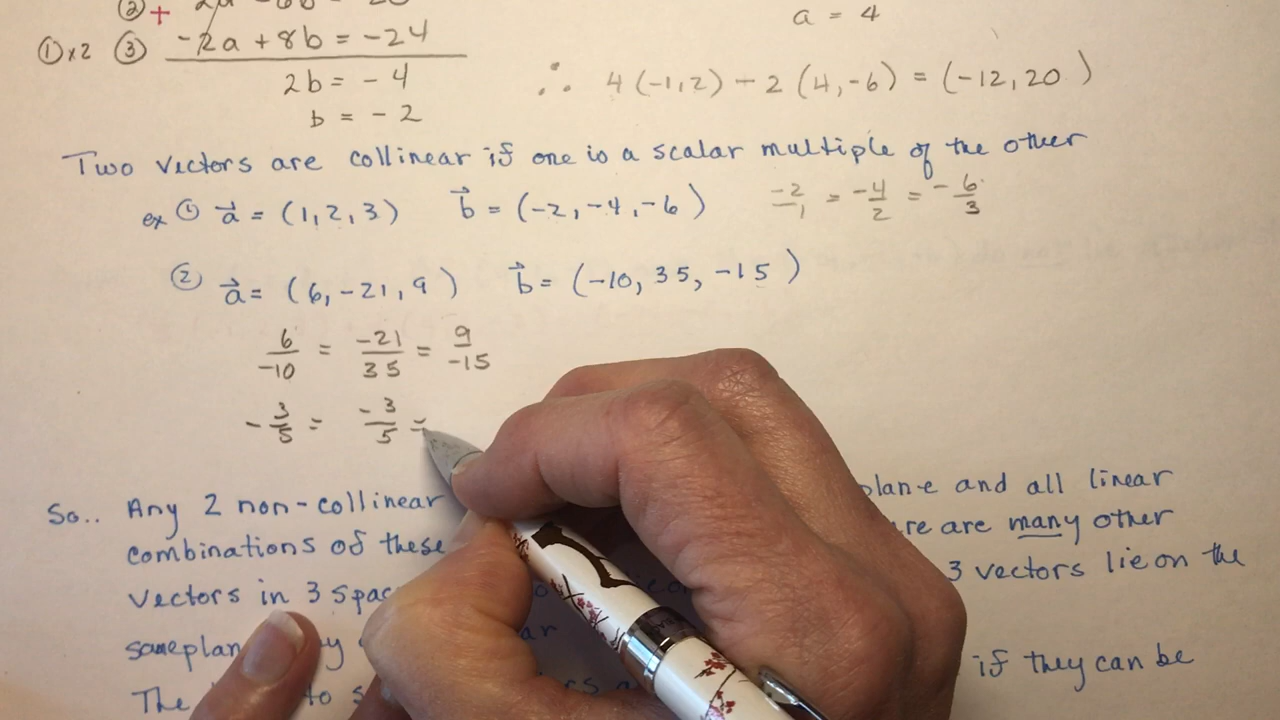 ② +
①x2 ③ -2a + 8b = -24
2b = -4
b = -2
a = 4
∴ 4(-1,2) - 2(4,-6) = (-12,20)
Two vectors are collinear if one is a scalar multiple of the other
ex ① a⃗ = (1,2,3) b⃗ = (-2,-4,-6) -2/1 = -4/2 = -6/3
② a⃗ = (6,-21,9) b⃗ = (-10,35,-15)
6/-10 = -21/35 = 9/-15
-3/5 = -3/5 =
So.. Any 2 non-collinear plane and all linear
combinations of these are many other
vectors in 3 3 vectors lie on the
same
The to if they can be